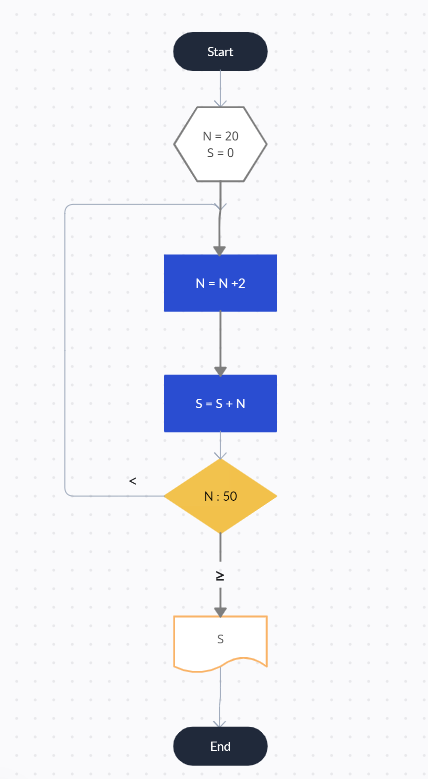 Start
N = 20
S = 0
N = N +2
S = S + N
<
N : 50
≥
S
End